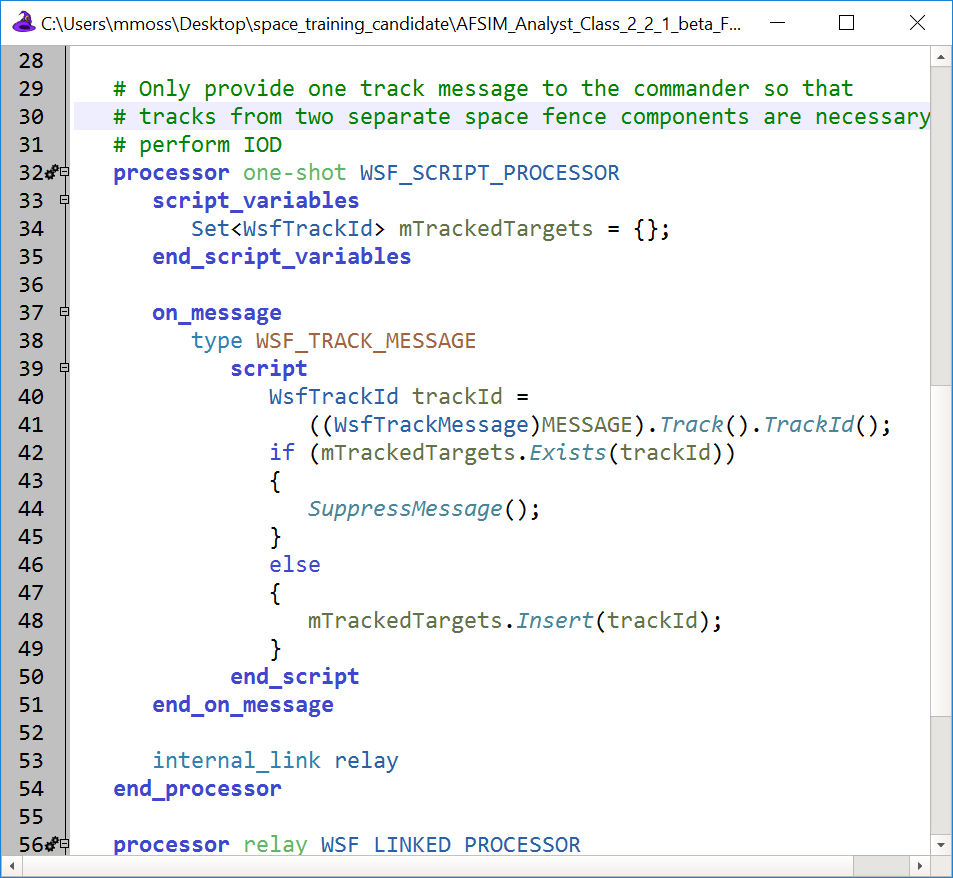 C:\Users\mmoss\Desktop\space_training_candidate\AFSIM_Analyst_Class_2_2_1_beta_F...
28
29 # Only provide one track message to the commander so that
30 # tracks from two separate space fence components are necessary
31 # perform IOD
32 processor one-shot WSF_SCRIPT_PROCESSOR
33 script_variables
34 Set<WsfTrackId> mTrackedTargets = {};
35 end_script_variables
36
37 on_message
38 type WSF_TRACK_MESSAGE
39 script
40 WsfTrackId trackId =
41 ((WsfTrackMessage)MESSAGE).Track().TrackId();
42 if (mTrackedTargets.Exists(trackId))
43 {
44 SuppressMessage();
45 }
46 else
47 {
48 mTrackedTargets.Insert(trackId);
49 }
50 end_script
51 end_on_message
52
53 internal_link relay
54 end_processor
55
56 processor relay WSF_LINKED_PROCESSOR